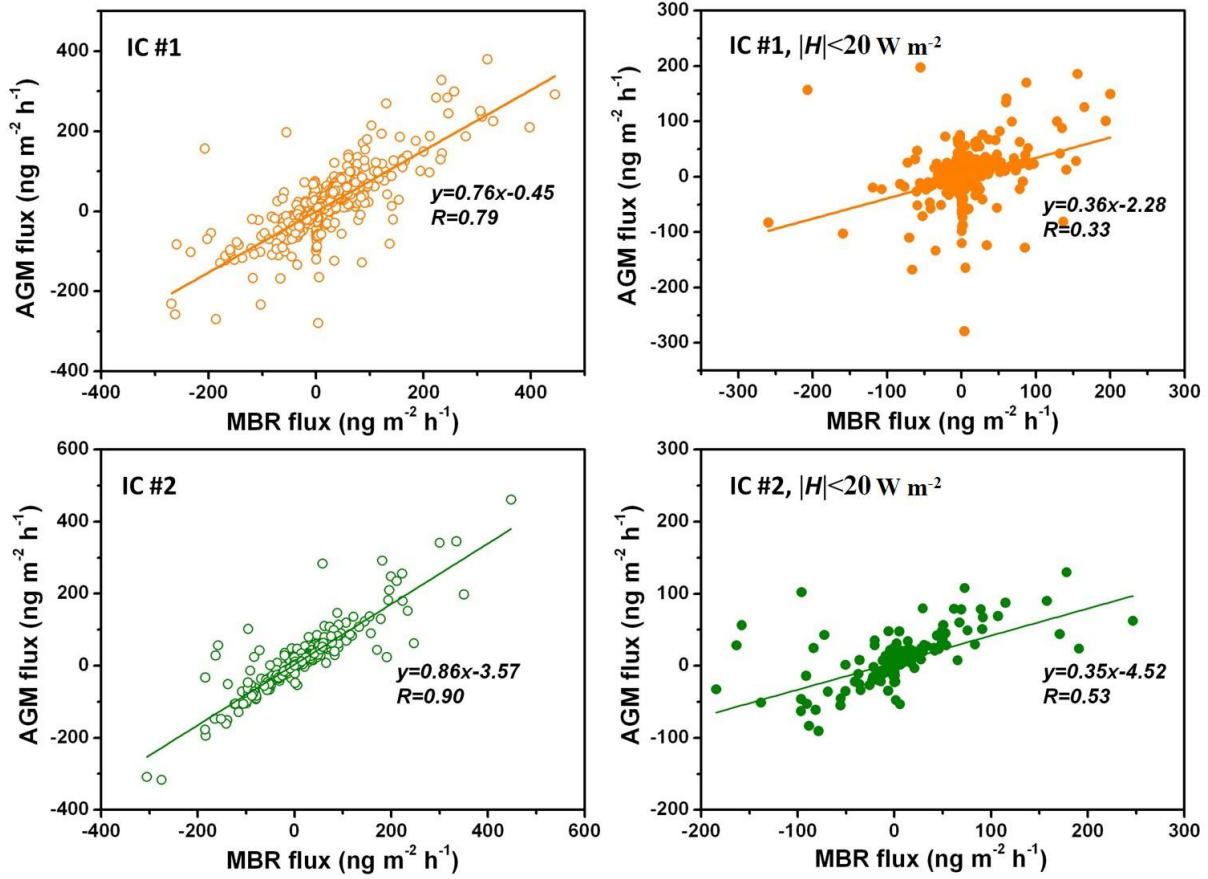 IC #1
AGM flux (ng m-2 h-1)
400
200
0
-200
-400
y=0.76x-0.45
R=0.79
-400
-200
0
200
400
MBR flux (ng m-2 h-1)
IC #1, |H|<20 W m-2
AGM flux (ng m-2 h-1)
300
200
100
0
-100
-200
-300
y=0.36x-2.28
R=0.33
-300
-200
-100
0
100
200
300
MBR flux (ng m-2 h-1)
IC #2
AGM flux (ng m-2 h-1)
600
400
200
0
-200
-400
y=0.86x-3.57
R=0.90
-400
-200
0
200
400
600
MBR flux (ng m-2 h-1)
IC #2, |H|<20 W m-2
AGM flux (ng m-2 h-1)
300
200
100
0
-100
-200
y=0.35x-4.52
R=0.53
-200
-100
0
100
200
300
MBR flux (ng m-2 h-1)